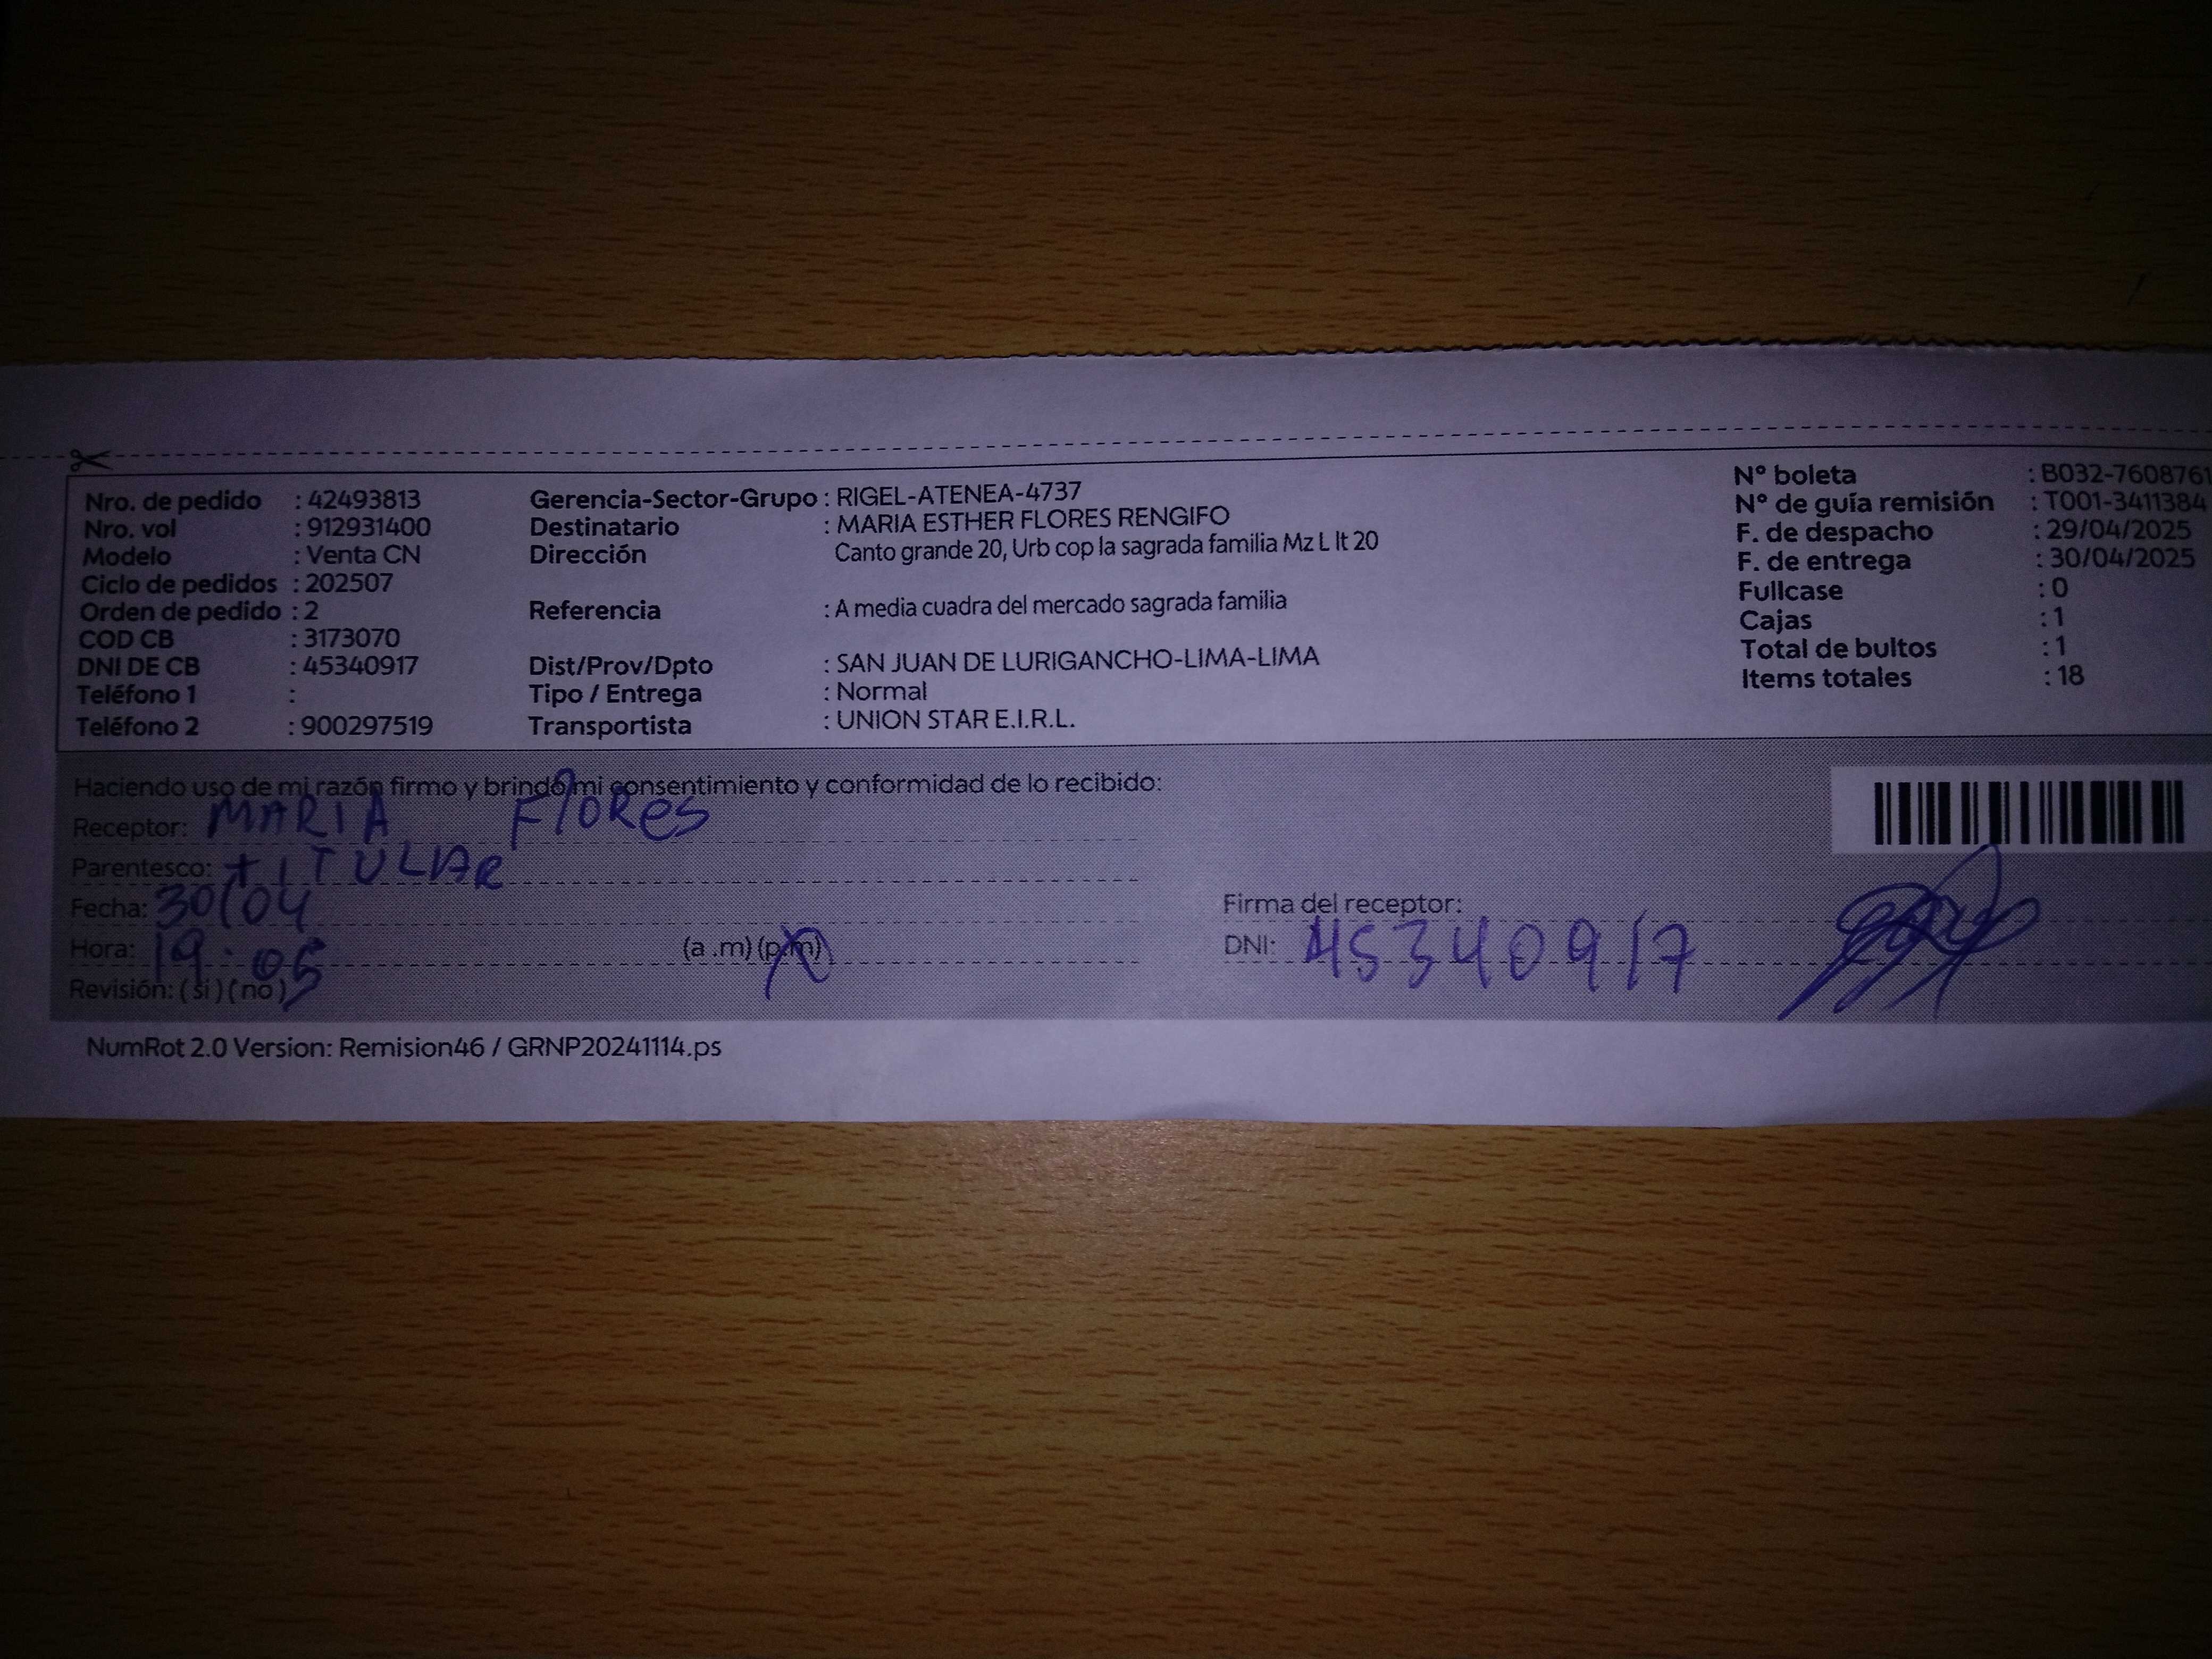 Nro. de pedido : 42493813
Nro. vol : 912931400
Modelo : Venta CN
Ciclo de pedidos : 202507
Orden de pedido : 2
COD CB : 3173070
DNI DE CB : 45340917
Teléfono 1 :
Teléfono 2 : 900297519
Gerencia-Sector-Grupo : RIGEL-ATENEA-4737
Destinatario : MARIA ESTHER FLORES RENGIFO
Dirección Canto grande 20, Urb cop la sagrada familia Mz L lt 20
Referencia : A media cuadra del mercado sagrada familia
Dist/Prov/Dpto : SAN JUAN DE LURIGANCHO-LIMA-LIMA
Tipo / Entrega : Normal
Transportista : UNION STAR E.I.R.L.
N° boleta : B032-7608761
N° de guía remisión : T001-3411384
F. de despacho : 29/04/2025
F. de entrega : 30/04/2025
Fullcase : 0
Cajas : 1
Total de bultos : 1
Items totales : 18
Haciendo uso de mi razón firmo y brindo mi consentimiento y conformidad de lo recibido:
Receptor: MARIA FlORes
Parentesco: tITULAR
Fecha: 30/04
Hora: 19:05 (a .m) (p.m)
Revisión: ( si ) ( no )
Firma del receptor:
DNI: 45340917
NumRot 2.0 Version: Remision46 / GRNP20241114.ps